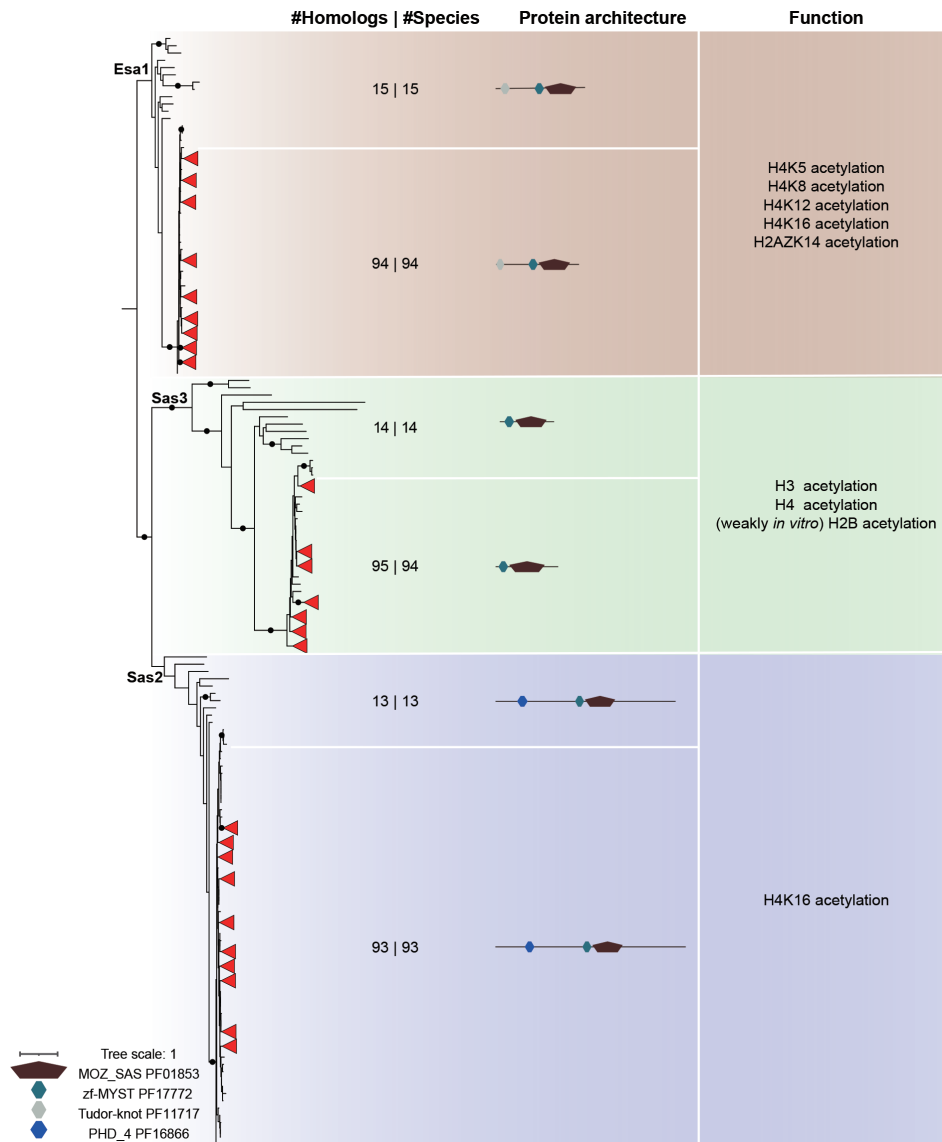 #Homologs | #Species Protein architecture Function
Esa1
15 | 15
94 | 94
H4K5 acetylation
H4K8 acetylation
H4K12 acetylation
H4K16 acetylation
H2AZK14 acetylation
Sas3
14 | 14
95 | 94
H3 acetylation
H4 acetylation
(weakly in vitro) H2B acetylation
Sas2
13 | 13
93 | 93
H4K16 acetylation
Tree scale: 1
MOZ_SAS PF01853
zf-MYST PF17772
Tudor-knot PF11717
PHD_4 PF16866